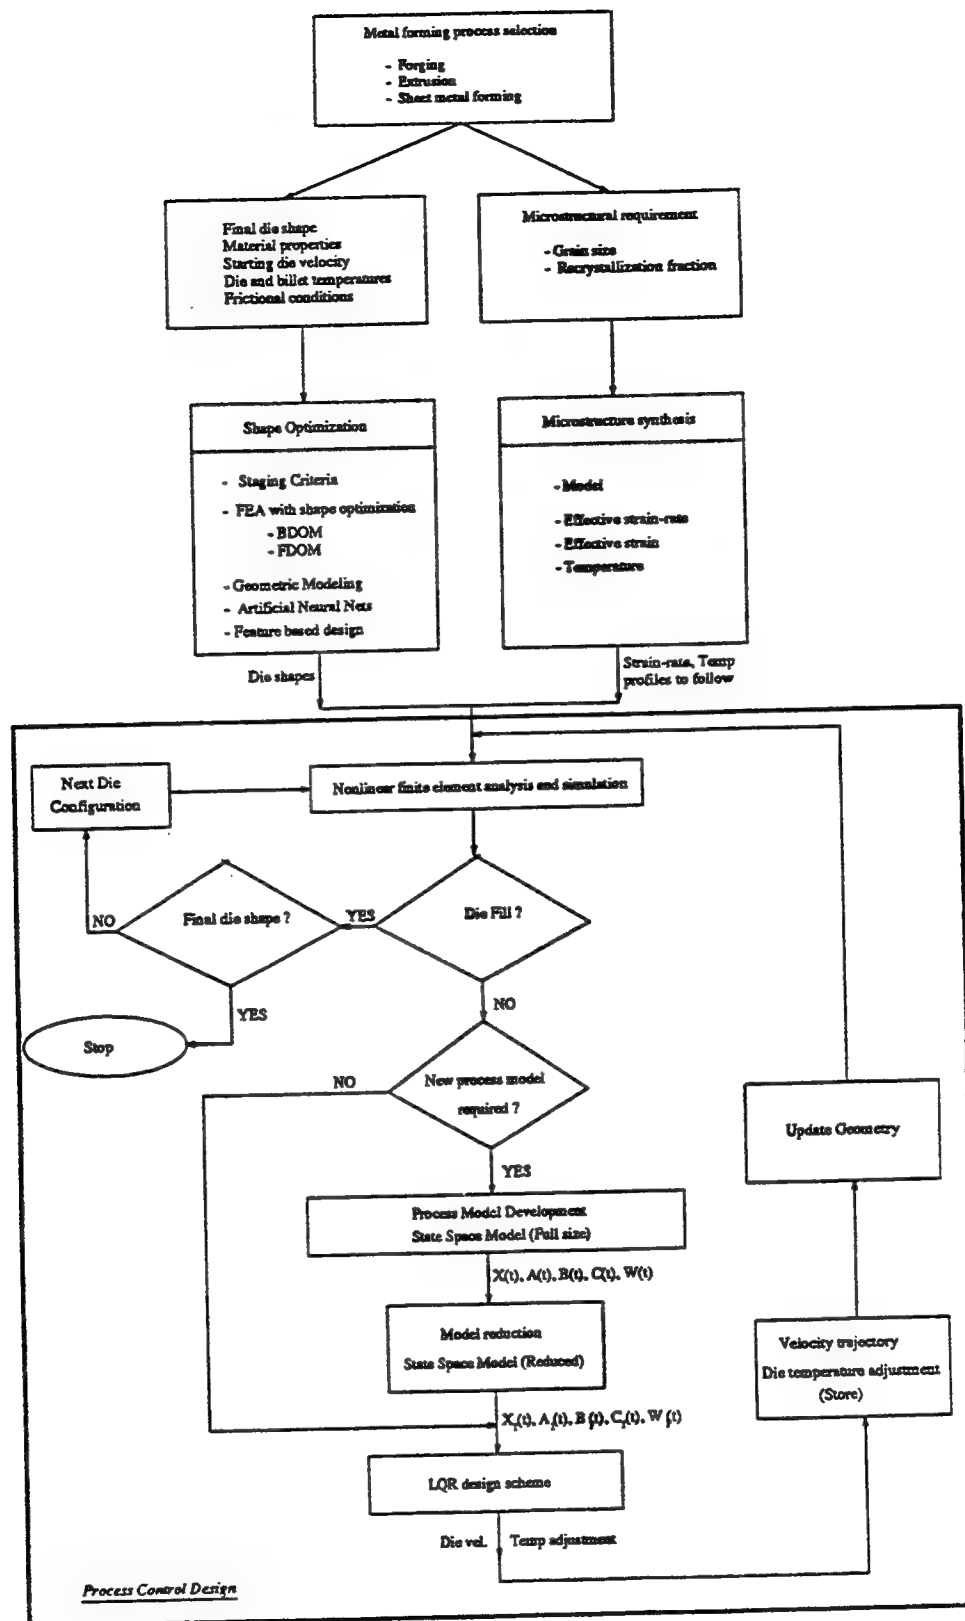 Metal forming process selection
- Forging
- Extrusion
- Sheet metal forming
Final die shape
Material properties
Starting die velocity
Die and billet temperatures
Frictional conditions
Microstructural requirement
- Grain size
- Recrystallization fraction
Shape Optimization
- Staging Criteria
- FEA with shape optimization
- BDOM
- FDOM
- Geometric Modeling
- Artificial Neural Nets
- Feature based design
Microstructure synthesis
- Model
- Effective strain-rate
- Effective strain
- Temperature
Die shapes
Strain-rate, Temp
profiles to follow
Next Die
Configuration
Nonlinear finite element analysis and simulation
NO
Final die shape ?
YES
Die Fill ?
YES
NO
Stop
NO
New process model
required ?
YES
Update Geometry
Process Model Development
State Space Model (Full size)
X(t), A(t), B(t), C(t), W(t)
Model reduction
State Space Model (Reduced)
Velocity trajectory
Die temperature adjustment
(Store)
X_r(t), A_r(t), B_r(t), C_r(t), W_r(t)
LQR design scheme
Die vel.
Temp adjustment
Process Control Design